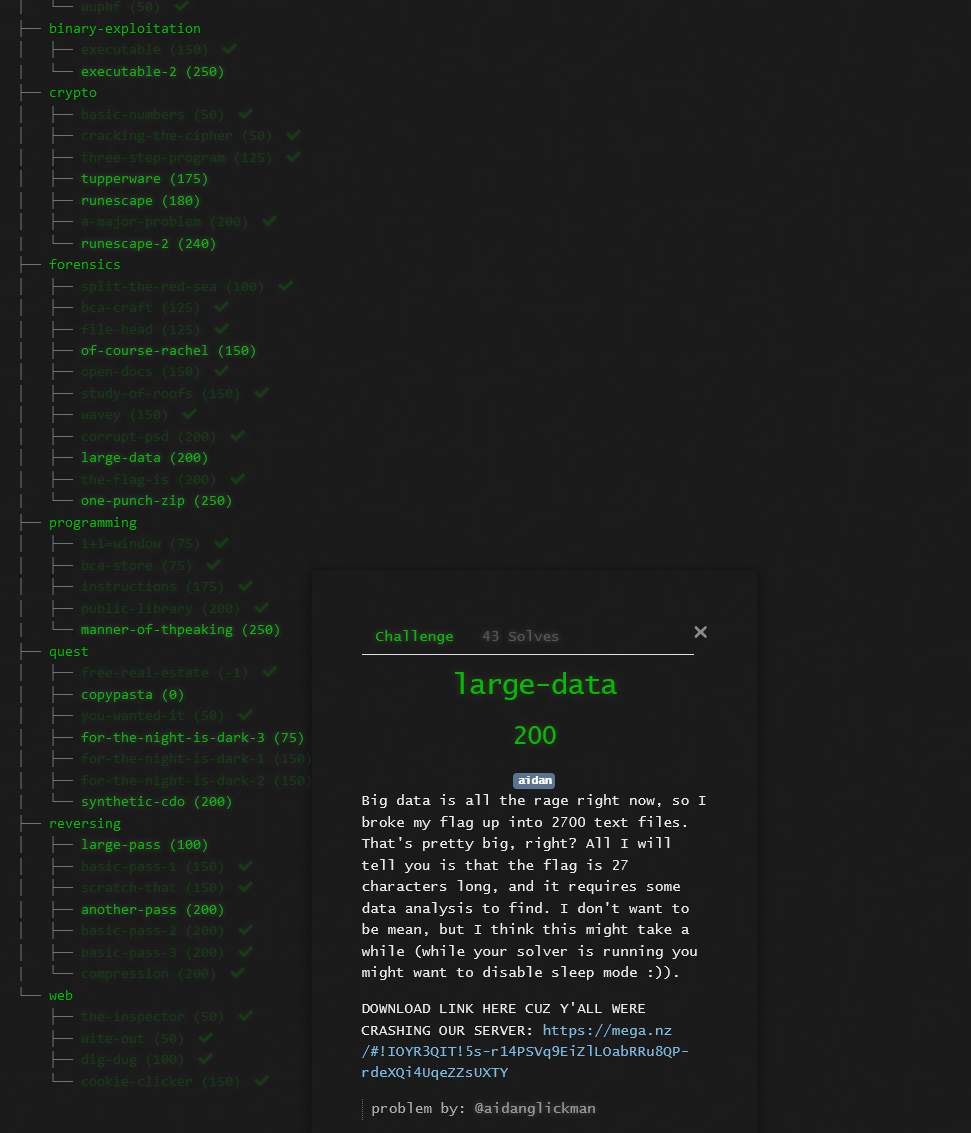 wuphf (50) ✔
binary-exploitation
executable (150) ✔
executable-2 (250)
crypto
basic-numbers (50) ✔
cracking-the-cipher (50) ✔
three-step-program (125) ✔
tupperware (175)
runescape (180)
a-major-problem (200) ✔
runescape-2 (240)
forensics
split-the-red-sea (100) ✔
bca-craft (125) ✔
file-head (125) ✔
of-course-rachel (150)
open-docs (150) ✔
study-of-roofs (150) ✔
wavey (150) ✔
corrupt-psd (200) ✔
large-data (200)
the-flag-is (200) ✔
one-punch-zip (250)
programming
1+1=window (75) ✔
bca-store (75) ✔
instructions (175) ✔
public-library (200) ✔
manner-of-thpeaking (250)
quest
free-real-estate (-1) ✔
copypasta (0)
you-wanted-it (50) ✔
for-the-night-is-dark-3 (75)
for-the-night-is-dark-1 (150)
for-the-night-is-dark-2 (150)
synthetic-cdo (200)
reversing
large-pass (100)
basic-pass-1 (150) ✔
scratch-that (150) ✔
another-pass (200)
basic-pass-2 (200) ✔
basic-pass-3 (200) ✔
compression (200) ✔
web
the-inspector (50) ✔
wite-out (50) ✔
dig-dug (100) ✔
cookie-clicker (150) ✔
Challenge 43 Solves ×
large-data
200
aidan
Big data is all the rage right now, so I
broke my flag up into 2700 text files.
That's pretty big, right? All I will
tell you is that the flag is 27
characters long, and it requires some
data analysis to find. I don't want to
be mean, but I think this might take a
while (while your solver is running you
might want to disable sleep mode :)).
DOWNLOAD LINK HERE CUZ Y'ALL WERE
CRASHING OUR SERVER: https://mega.nz
/#!IOYR3QIT!5s-r14PSVq9EiZlLOabRRu8QP-
rdeXQi4UqeZZsUXTY
problem by: @aidanglickman